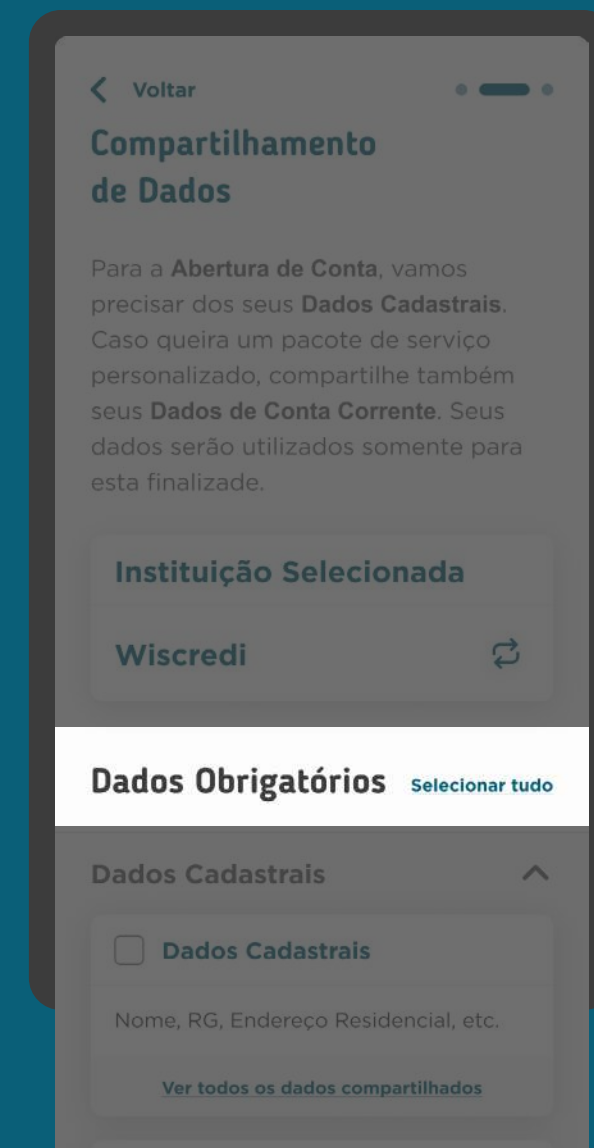 Voltar
Compartilhamento
de Dados
Para a Abertura de Conta, vamos
precisar dos seus Dados Cadastrais.
Caso queira um pacote de serviço
personalizado, compartilhe também
seus Dados de Conta Corrente. Seus
dados serão utilizados somente para
esta finalizade.
Instituição Selecionada
Wiscredi
Dados Obrigatórios Selecionar tudo
Dados Cadastrais
Dados Cadastrais
Nome, RG, Endereço Residencial, etc.
Ver todos os dados compartilhados